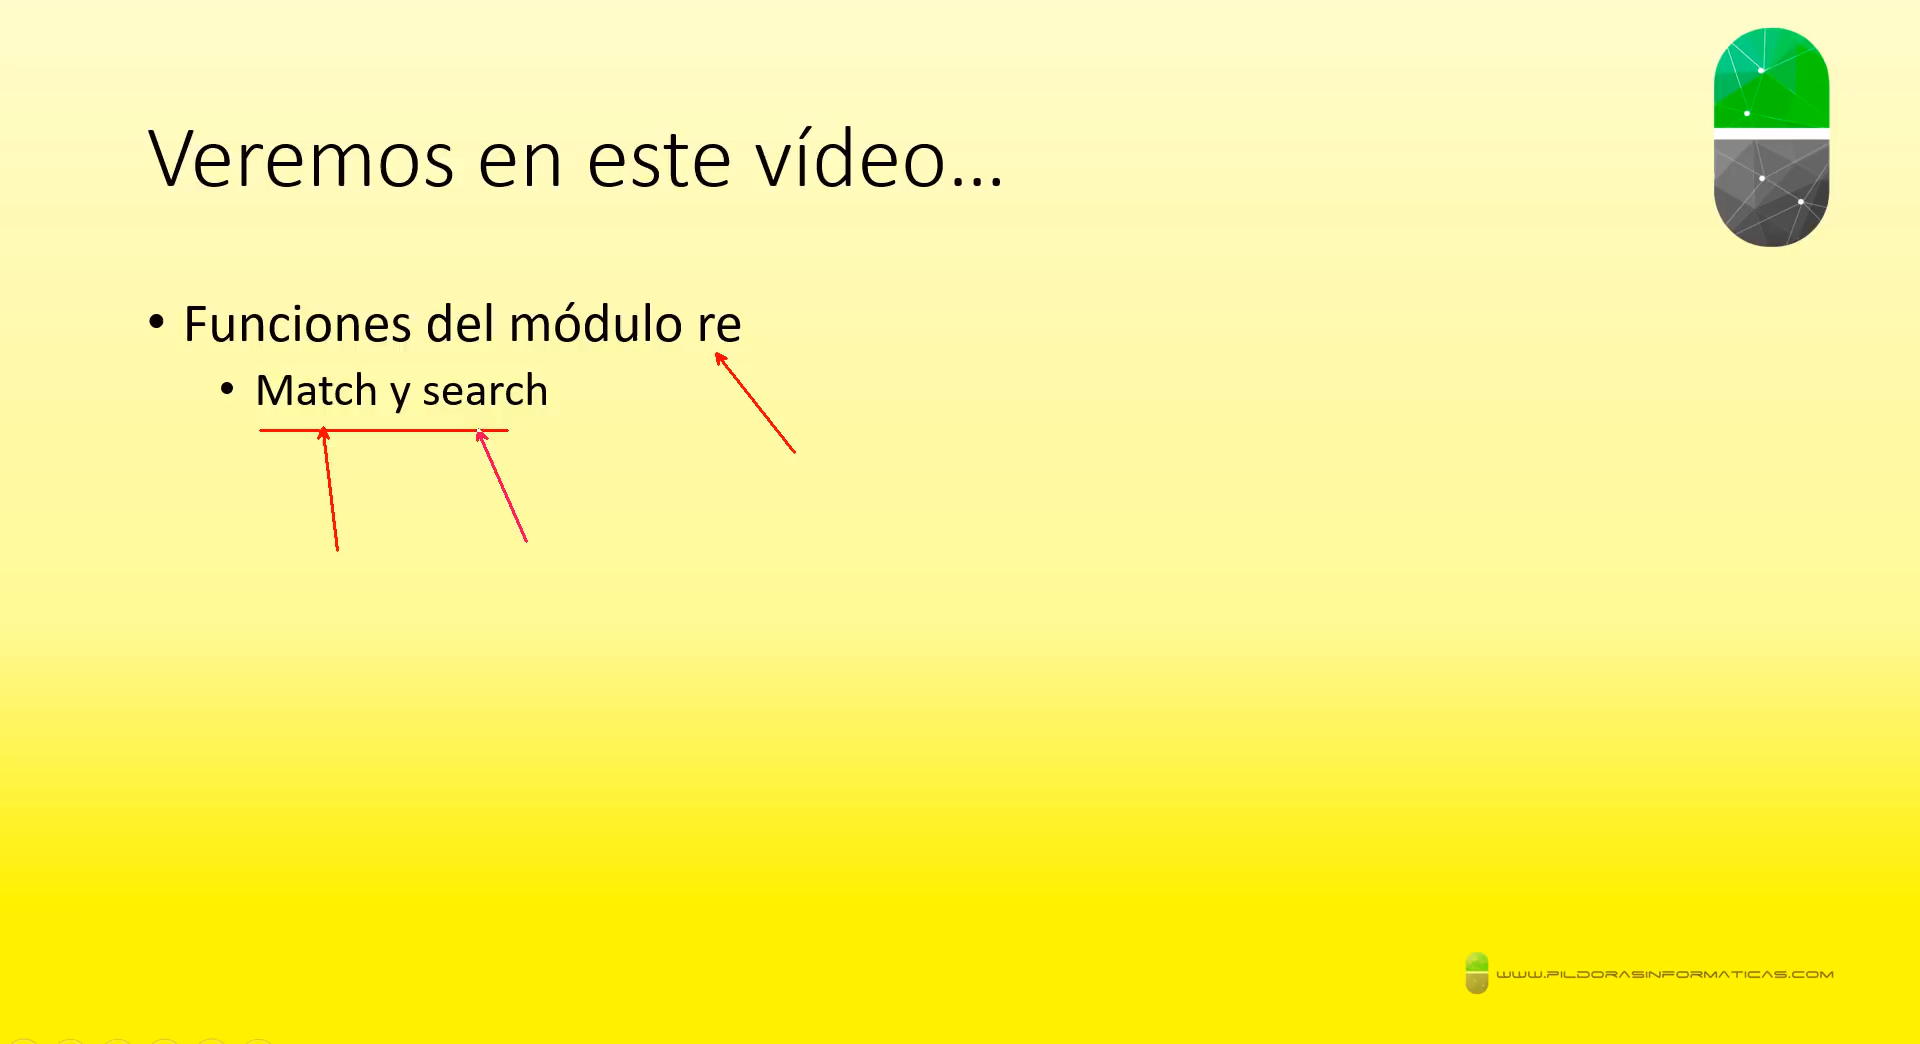 Veremos en este vídeo...
• Funciones del módulo re
• Match y search
WWW.PILDORASINFORMATICAS.COM